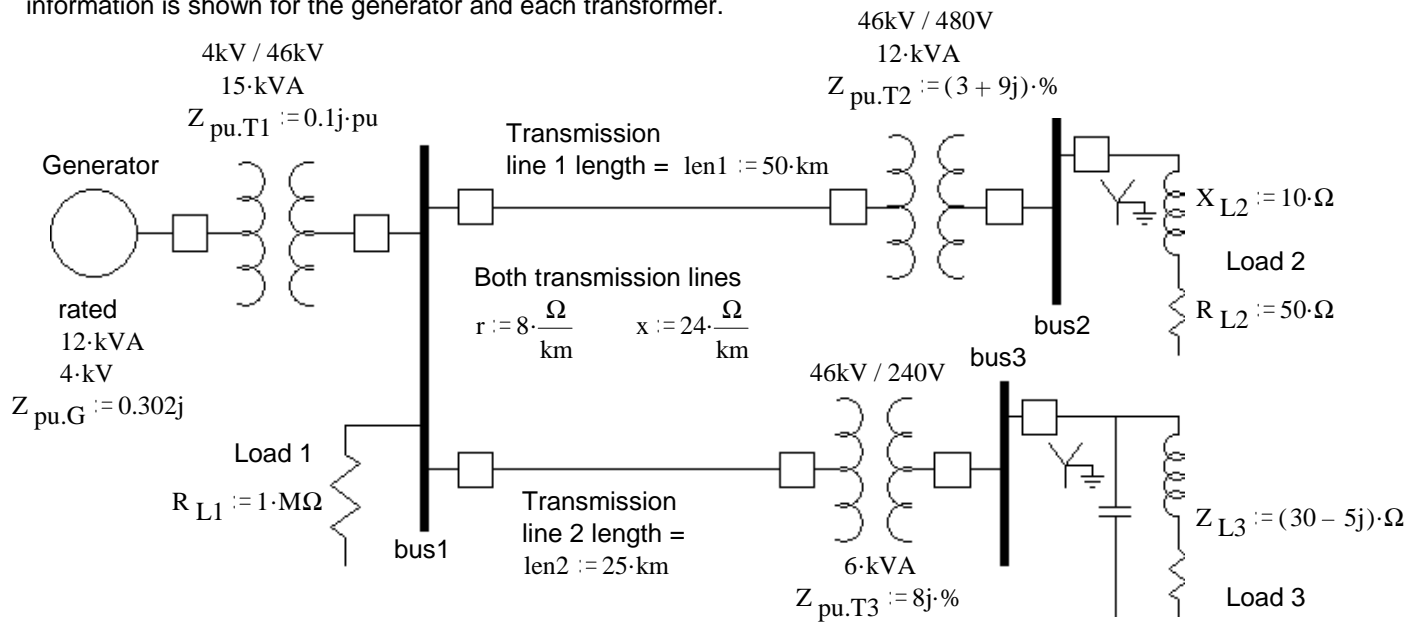 information is shown for the generator and each transformer.
4kV / 46kV
15·kVA
Z pu.T1 := 0.1j·pu
46kV / 480V
12·kVA
Z pu.T2 := (3 + 9j)·%
Generator
Transmission
line 1 length = len1 := 50·km
X L2 := 10·Ω
Load 2
R L2 := 50·Ω
rated
12·kVA
4·kV
Z pu.G := 0.302j
Both transmission lines
r := 8·Ω/km x := 24·Ω/km
bus2
bus3
46kV / 240V
Load 1
R L1 := 1·MΩ
bus1
Transmission
line 2 length =
len2 := 25·km
6·kVA
Z pu.T3 := 8j·%
Z L3 := (30 − 5j)·Ω
Load 3